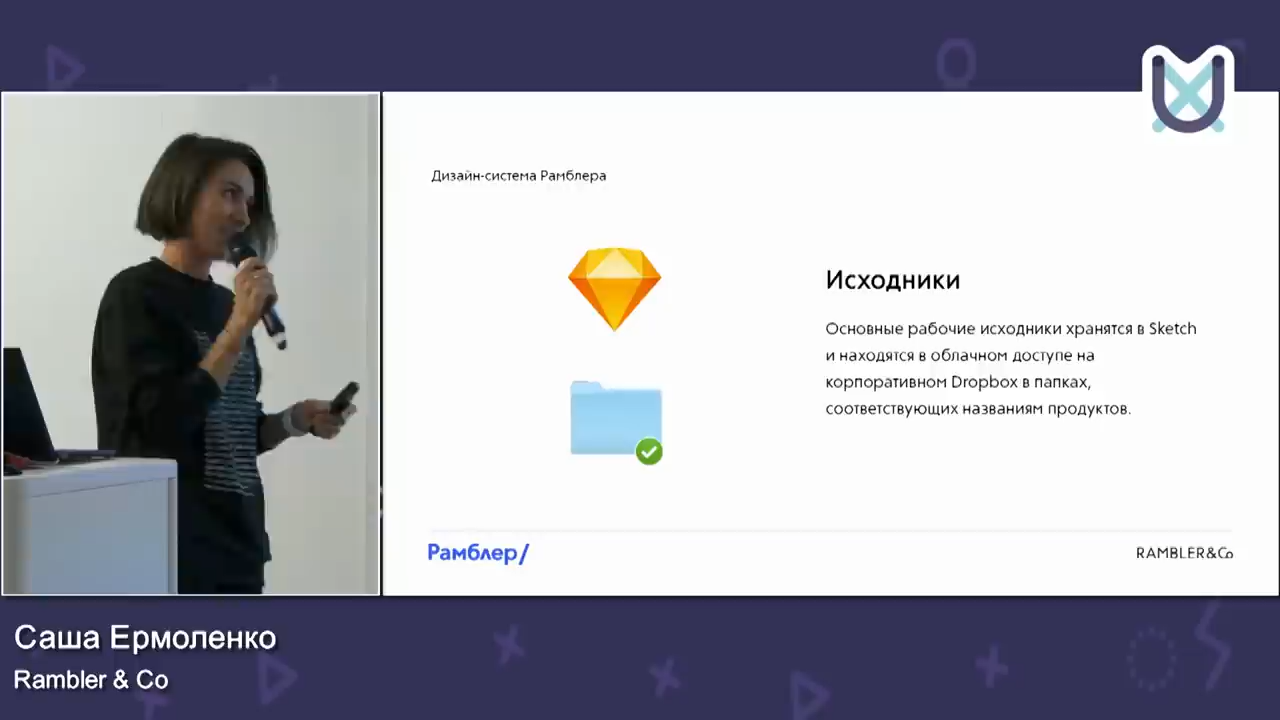 Дизайн-система Рамблера
Исходники
Основные рабочие исходники хранятся в Sketch
и находятся в облачном доступе на
корпоративном Dropbox в папках,
соответствующих названиям продуктов.
Рамблер/
RAMBLER&Co
Саша Ермоленко
Rambler & Co